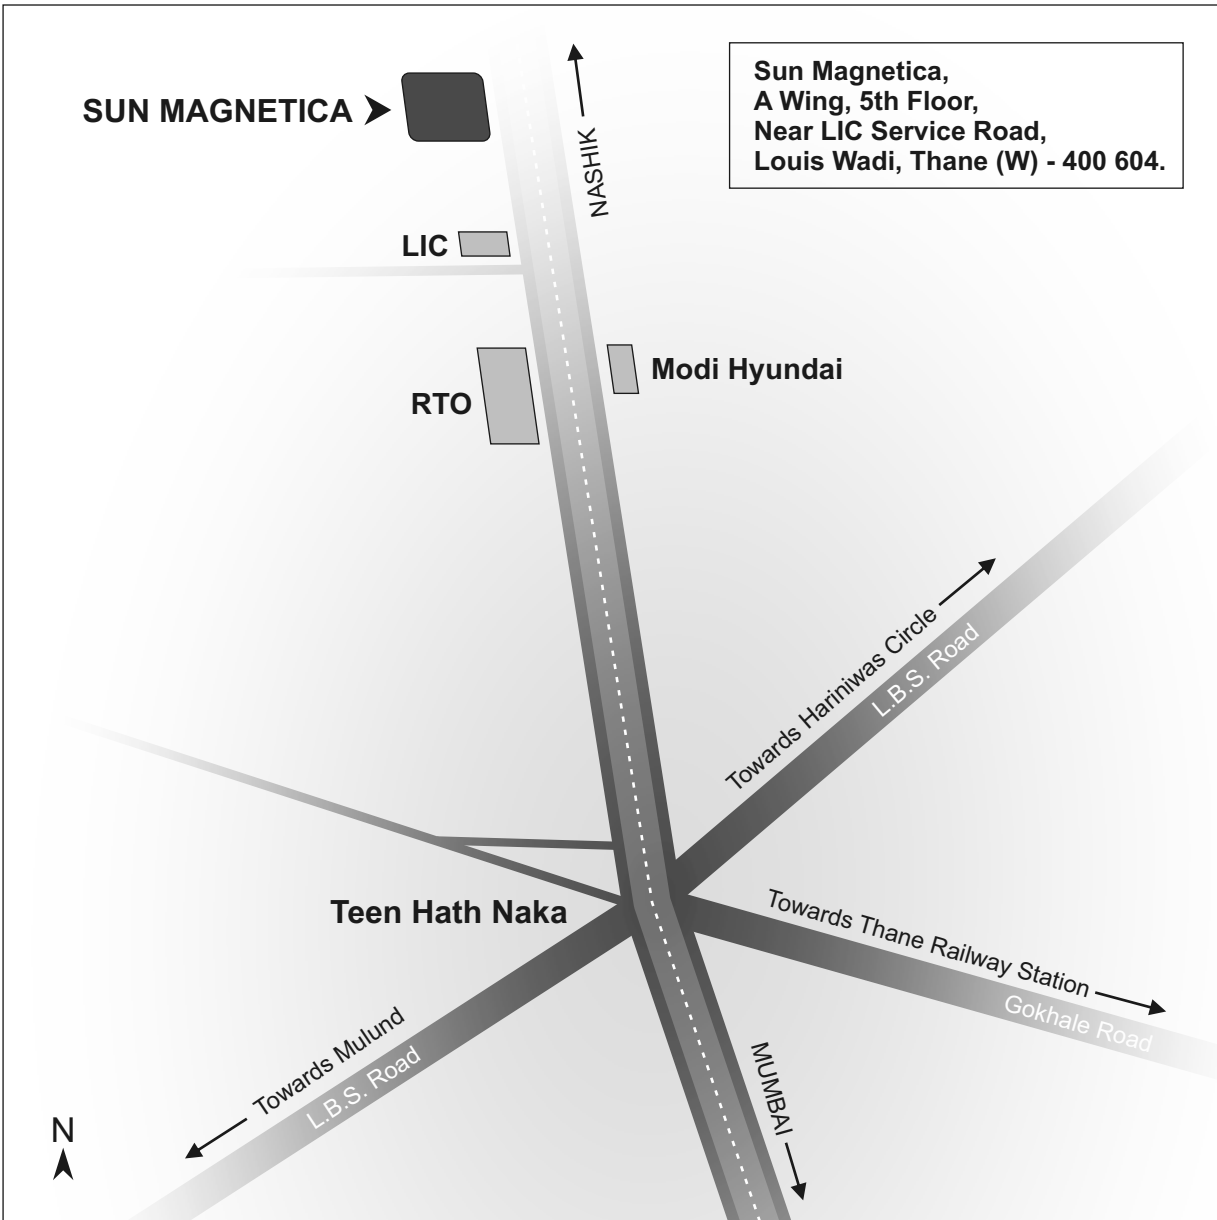 Sun Magnetica,
A Wing, 5th Floor,
Near LIC Service Road,
Louis Wadi, Thane (W) - 400 604.
SUN MAGNETICA
NASHIK
LIC
Modi Hyundai
RTO
Towards Hariniwas Circle
L.B.S. Road
Teen Hath Naka
Towards Thane Railway Station
Gokhale Road
Towards Mulund
L.B.S. Road
MUMBAI
N